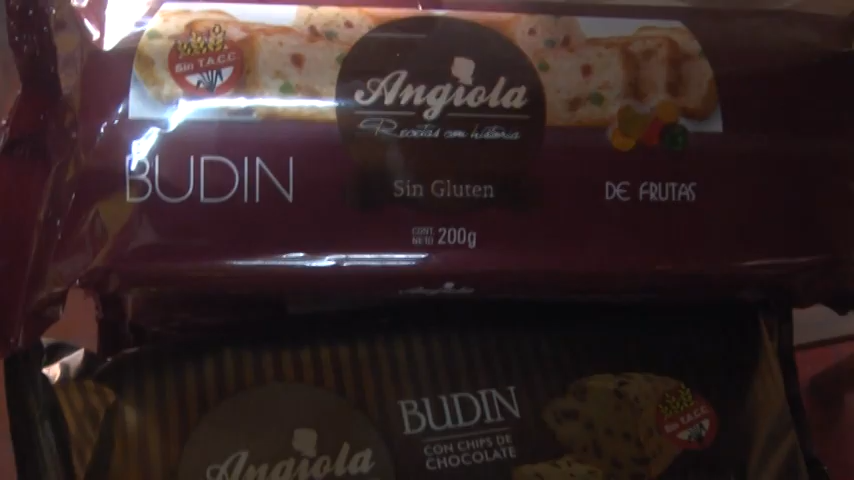 Sin T.A.C.C.
Angiola
Recetas con historia
BUDIN
Sin Gluten
DE FRUTAS
CONT. NETO 200g
Angiola
BUDIN
CON CHIPS DE
CHOCOLATE
Sin T.A.C.C.
Angiola